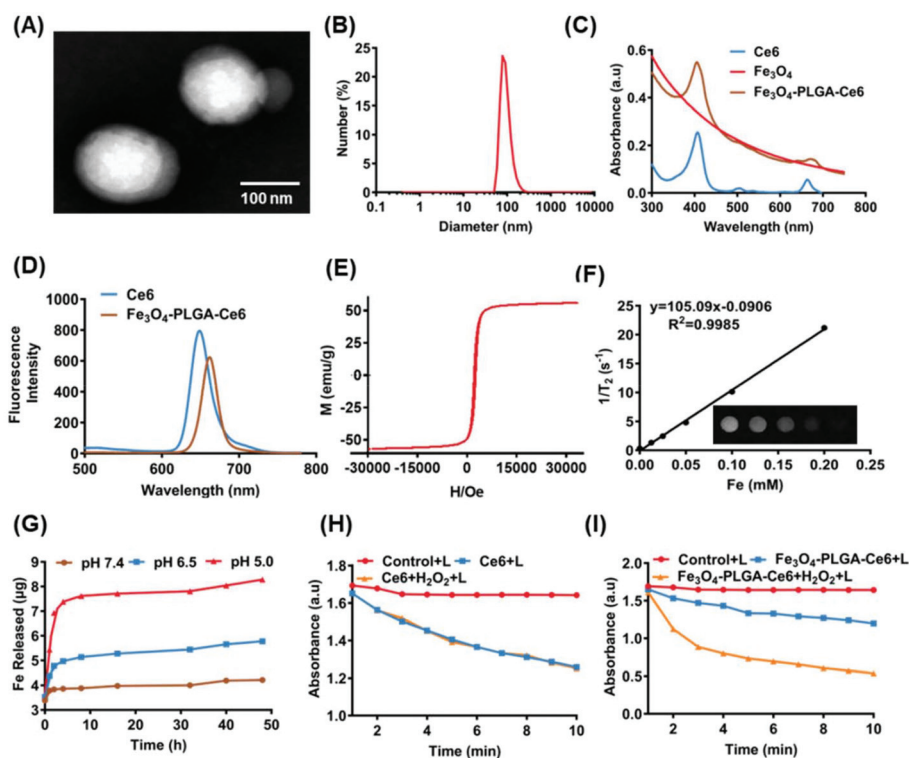 (A)
100 nm
(B)
Number (%)
25
20
15
10
5
0
0.1 1 10 100 1000 10000
Diameter (nm)
(C)
Ce6
Fe₃O₄
Fe₃O₄-PLGA-Ce6
Absorbance (a.u)
0.6
0.4
0.2
0.0
300 400 500 600 700 800
Wavelength (nm)
(D)
Ce6
Fe₃O₄-PLGA-Ce6
Fluorescence
Intensity
1000
800
600
400
200
0
500 600 700 800
Wavelength (nm)
(E)
M (emu/g)
50
0
-50
-30000 -15000 0 15000 30000
H/Oe
(F)
y=105.09x-0.0906
R²=0.9985
1/T₂ (s⁻¹)
25
20
15
10
5
0
0.00 0.05 0.10 0.15 0.20 0.25
Fe (mM)
(G)
pH 7.4 pH 6.5 pH 5.0
Fe Released (μg)
9
8
7
6
5
4
3
0 10 20 30 40 50
Time (h)
(H)
Control+L Ce6+L
Ce6+H₂O₂+L
Absorbance (a.u)
1.8
1.6
1.4
1.2
1.0
2 4 6 8 10
Time (min)
(I)
Control+L Fe₃O₄-PLGA-Ce6+L
Fe₃O₄-PLGA-Ce6+H₂O₂+L
Absorbance (a.u)
2.0
1.5
1.0
0.5
0.0
2 4 6 8 10
Time (min)